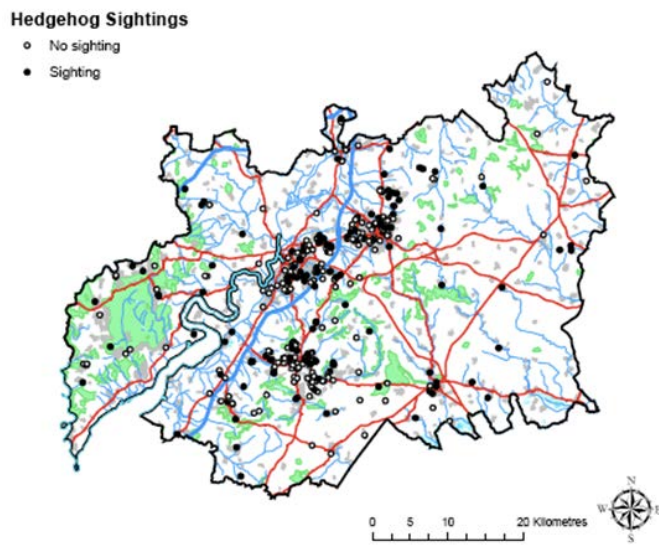 Hedgehog Sightings
No sighting
Sighting
N
W E
S
0 5 10 20 Kilometres